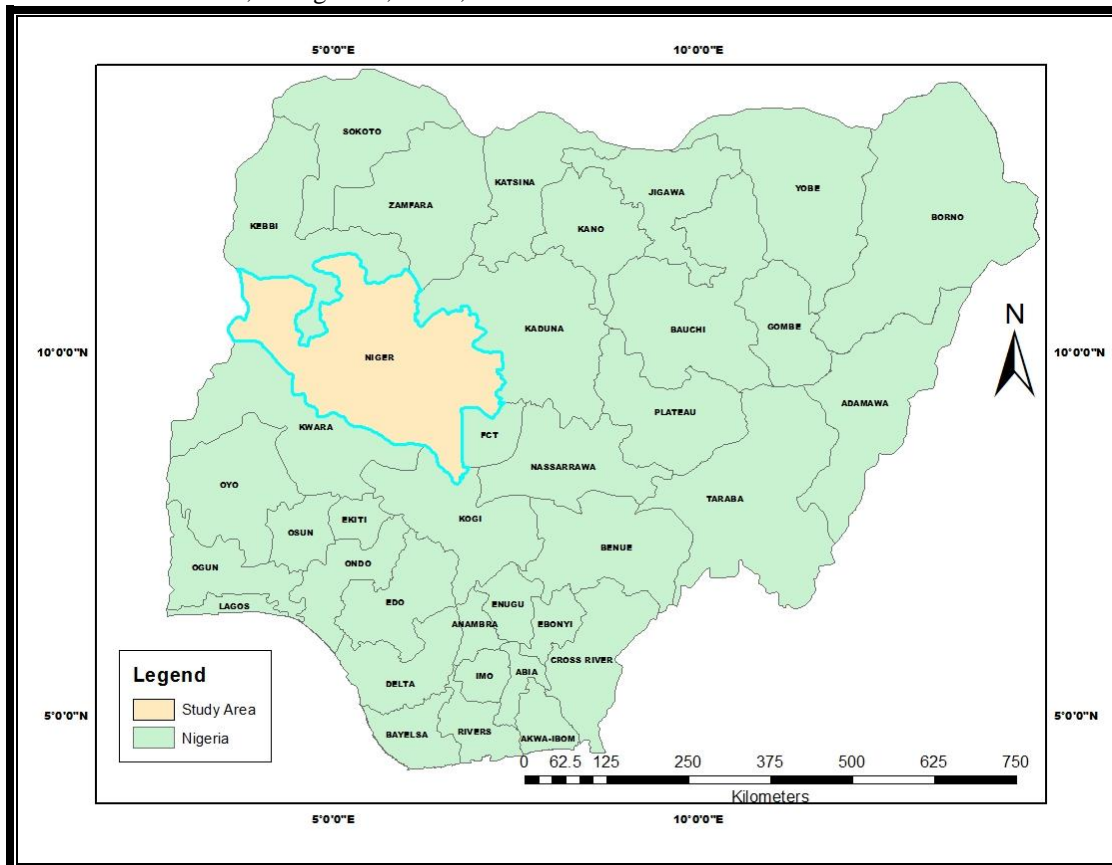 5°0'0"E 10°0'0"E
SOKOTO
KATSINA
YOBE
JIGAWA
ZAMFARA
BORNO
KEBBI
KANO
N
KADUNA
BAUCHI
GOMBE
10°0'0"N
NIGER
10°0'0"N
ADAMAWA
PLATEAU
KWARA
FCT
NASSARRAWA
OYO
TARABA
KOGI
EKITI
OSUN
BENUE
ONDO
OGUN
EDO
ENUGU
LAGOS
ANAMBRA
EBONYI
CROSS RIVER
ABIA
IMO
DELTA
Legend
Study Area
Nigeria
5°0'0"N
5°0'0"N
BAYELSA
RIVERS
AKWA-IBOM
0 62.5 125 250 375 500 625 750
Kilometers
5°0'0"E 10°0'0"E